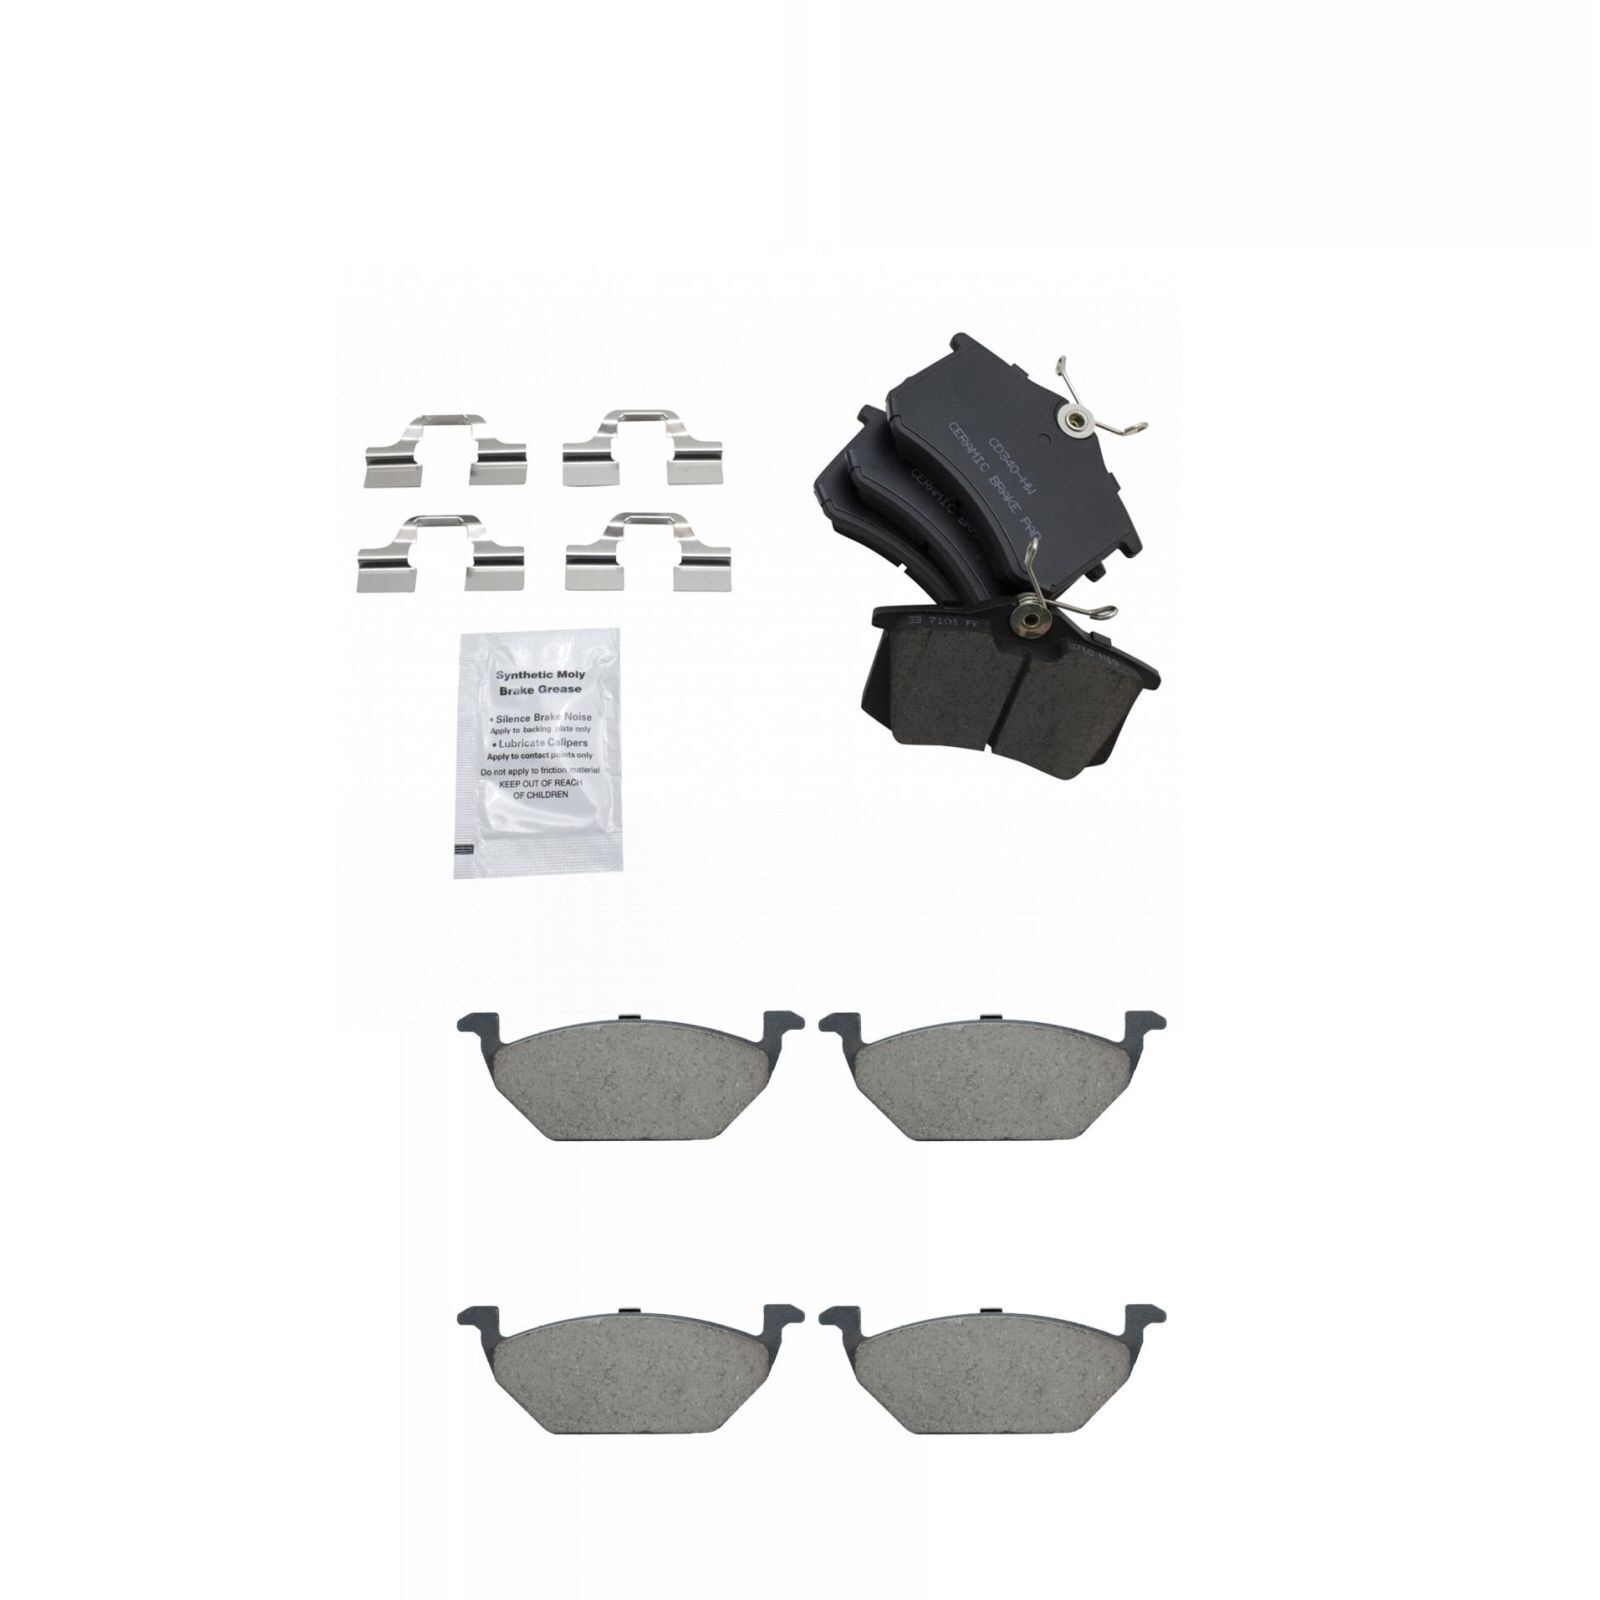 CD340-HW
CERAMIC BRAKE PAD
CERAMIC
33 7101 FF
Synthetic Moly
Brake Grease
• Silence Brake Noise
Apply to backing plate only
• Lubricate Calipers
Apply to contact points only
Do not apply to friction material
KEEP OUT OF REACH
OF CHILDREN